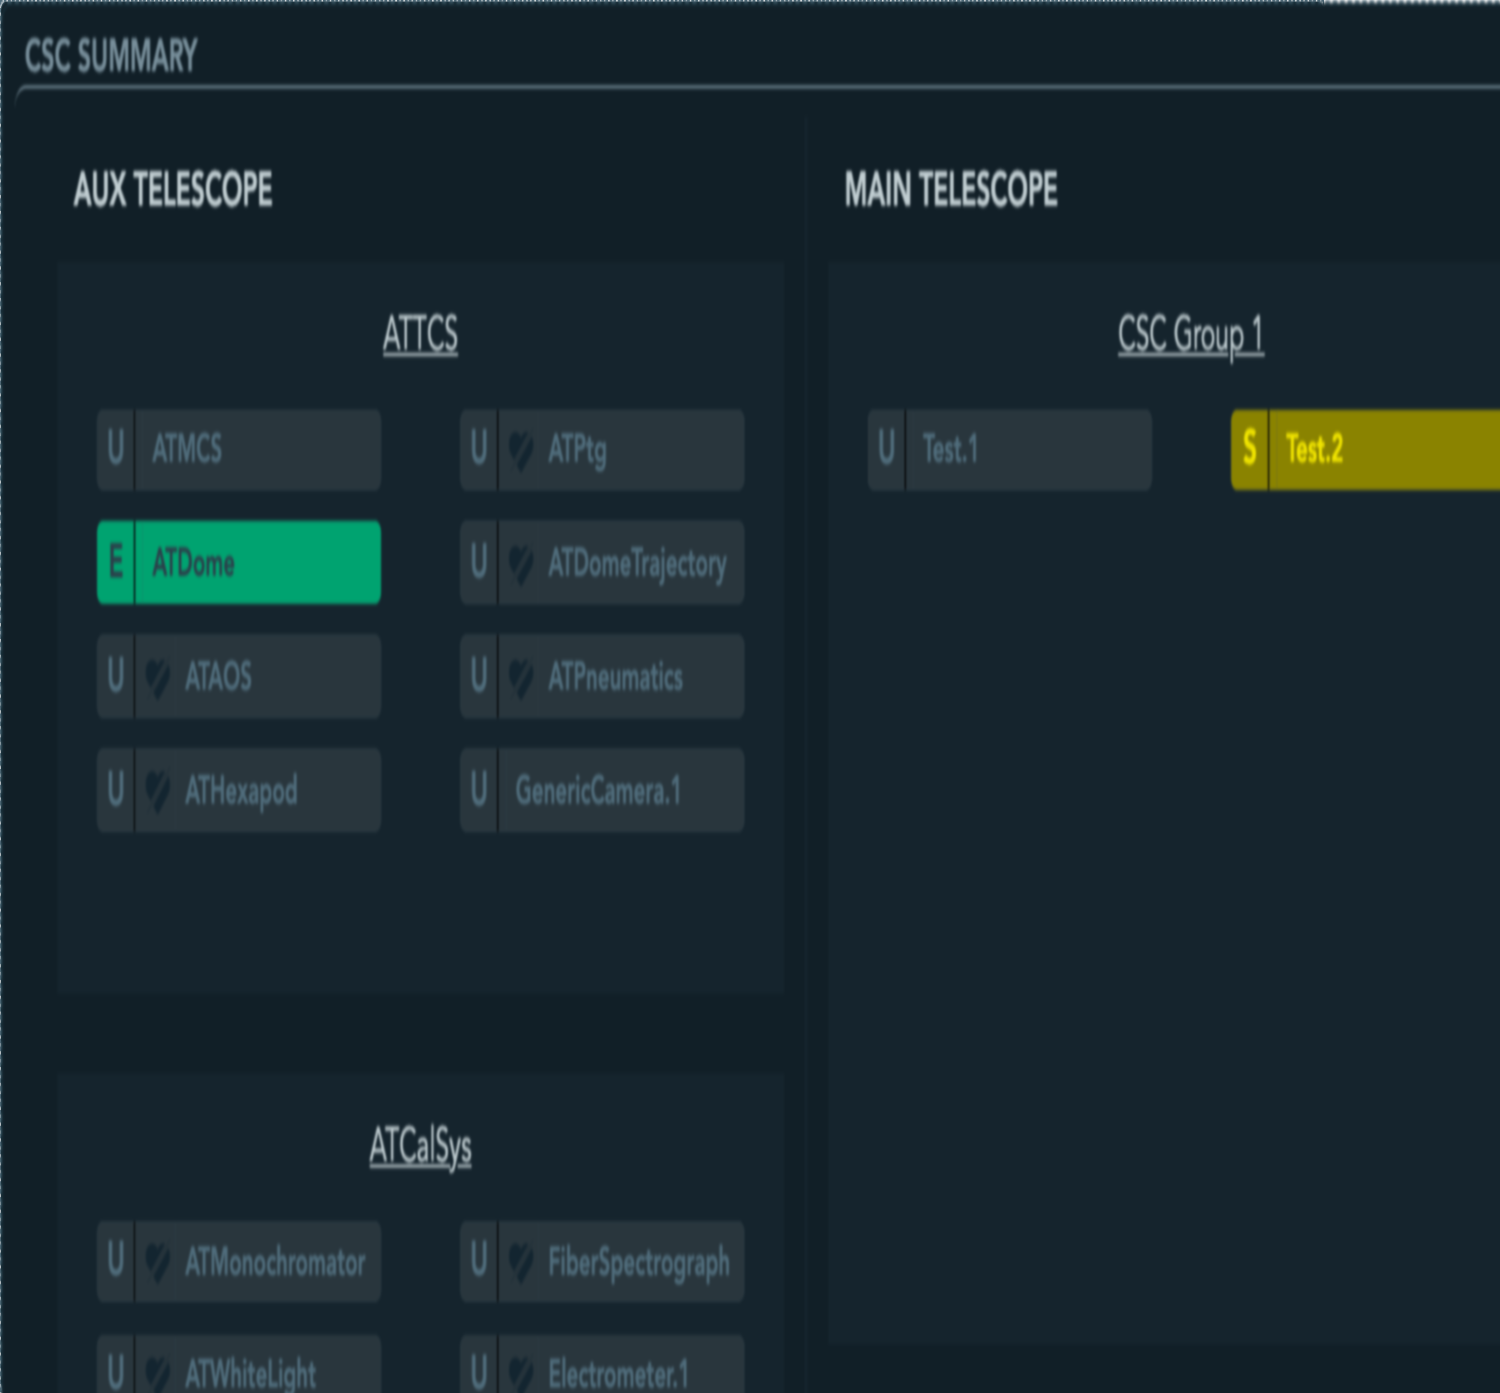 CSC SUMMARY
AUX TELESCOPE
ATTCS
U ATMCS
U ATPtg
E ATDome
U ATDomeTrajectory
U ATAOS
U ATPneumatics
U ATHexapod
U GenericCamera.1
ATCalSys
U ATMonochromator
U FiberSpectrograph
U ATWhiteLight
U Electrometer.1
MAIN TELESCOPE
CSC Group 1
U Test.1
S Test.2